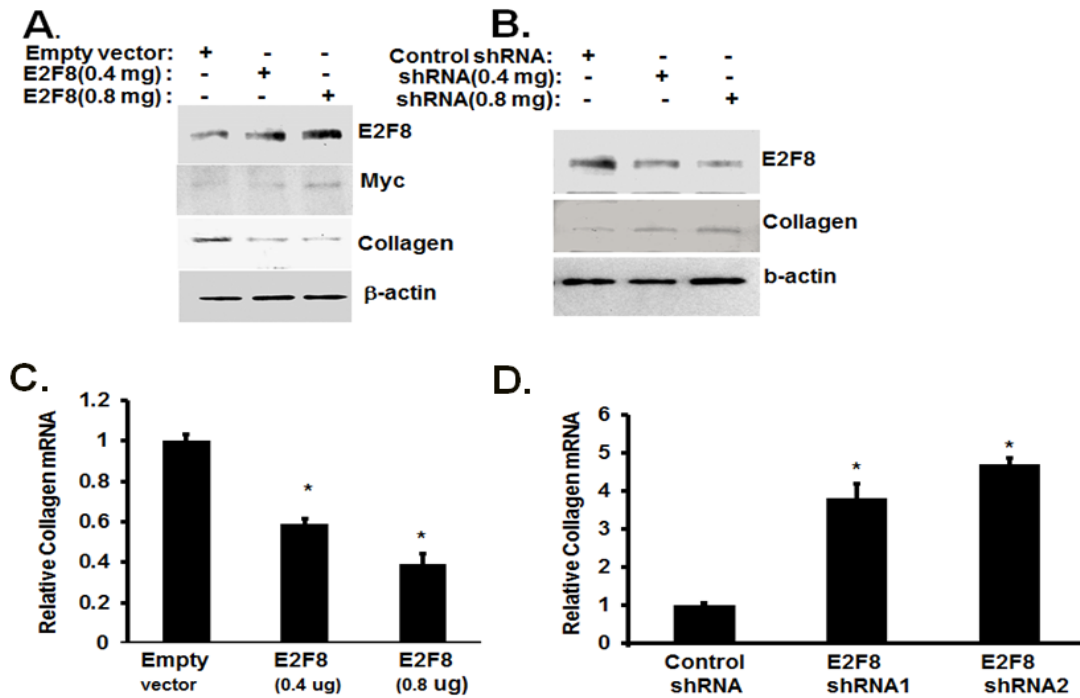 A.
Empty vector: + - -
E2F8(0.4 mg) : - + -
E2F8(0.8 mg) : - - +
E2F8
Myc
Collagen
β-actin
B.
Control shRNA: + - -
shRNA(0.4 mg): - + -
shRNA(0.8 mg): - - +
E2F8
Collagen
b-actin
C.
Relative Collagen mRNA
1.2
1
0.8
0.6
0.4
0.2
0
*
*
Empty E2F8 E2F8
vector (0.4 ug) (0.8 ug)
D.
Relative Collagen mRNA
6
5
4
3
2
1
0
*
*
Control E2F8 E2F8
shRNA shRNA1 shRNA2